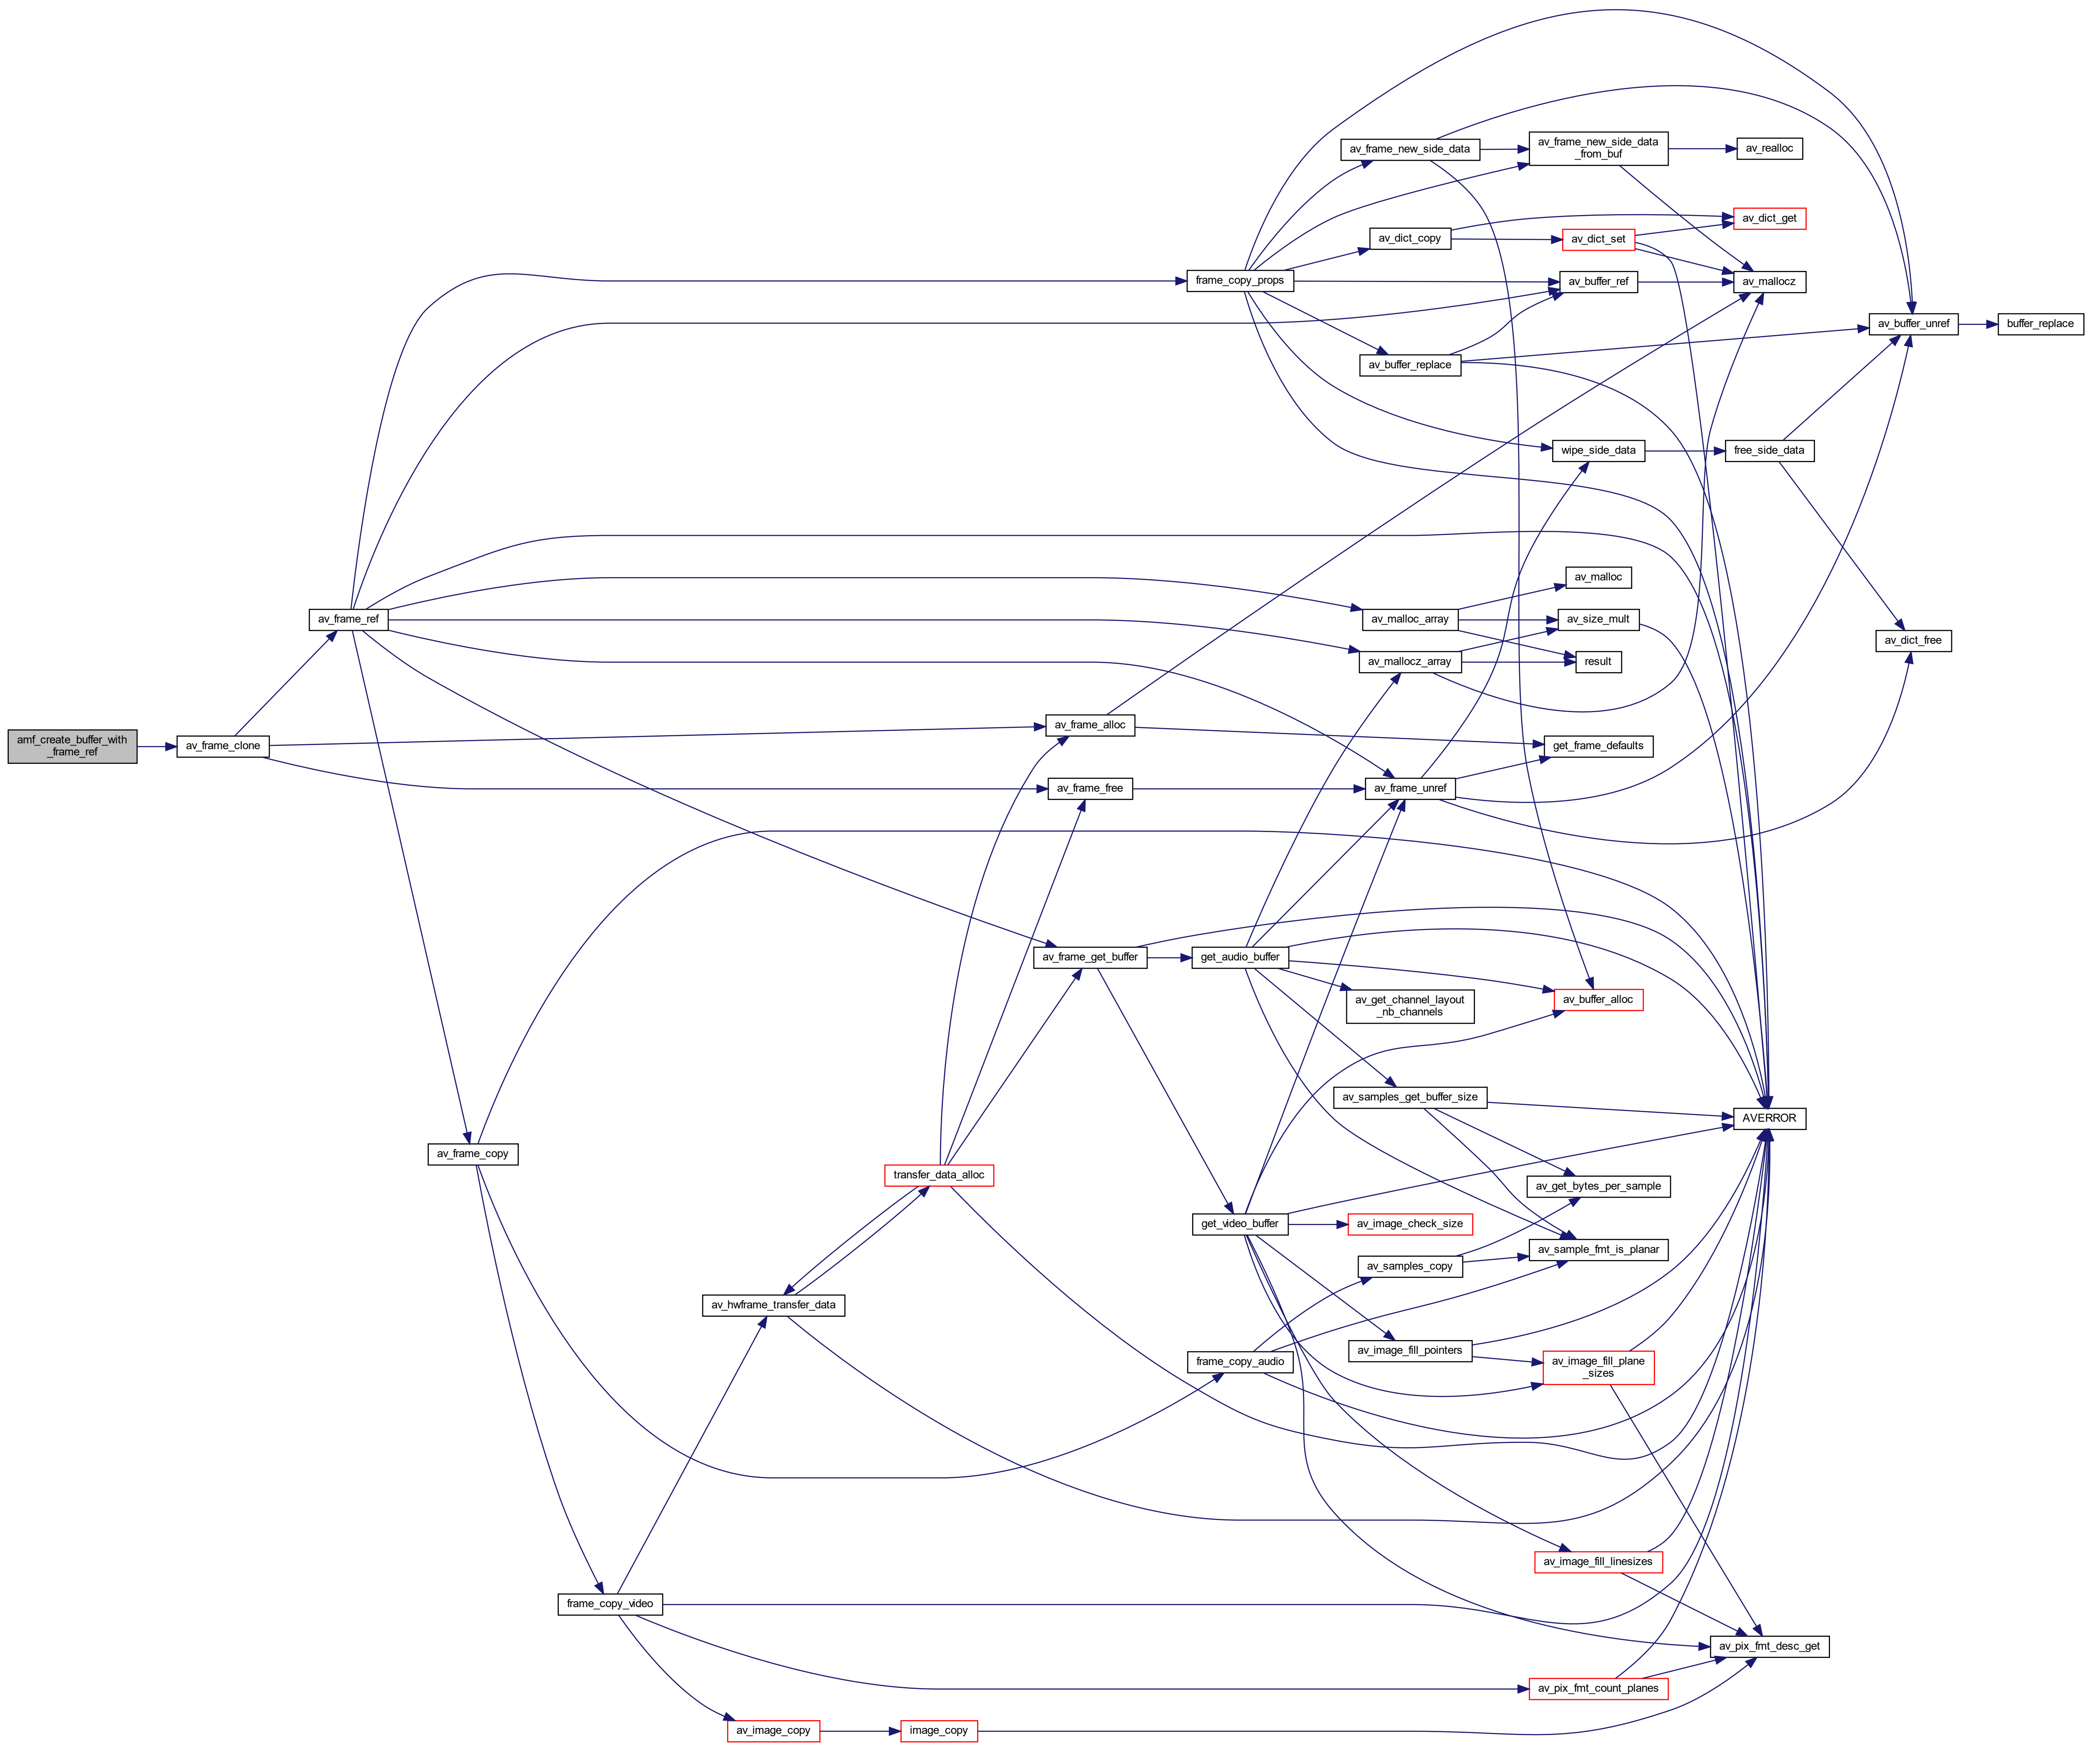 amf_create_buffer_with
_frame_ref
av_frame_clone
av_frame_ref
av_frame_copy
frame_copy_video
av_hwframe_transfer_data
av_image_copy
transfer_data_alloc
image_copy
av_frame_alloc
av_frame_free
av_frame_get_buffer
frame_copy_props
get_audio_buffer
get_video_buffer
frame_copy_audio
av_frame_new_side_data
av_dict_copy
av_buffer_replace
av_malloc_array
av_mallocz_array
av_frame_unref
av_get_channel_layout
_nb_channels
av_samples_get_buffer_size
av_image_check_size
av_samples_copy
av_image_fill_pointers
av_frame_new_side_data
_from_buf
av_dict_set
av_buffer_ref
wipe_side_data
av_malloc
av_size_mult
result
get_frame_defaults
av_buffer_alloc
av_get_bytes_per_sample
av_sample_fmt_is_planar
av_image_fill_plane
_sizes
av_image_fill_linesizes
av_pix_fmt_count_planes
av_realloc
av_dict_get
av_mallocz
free_side_data
AVERROR
av_pix_fmt_desc_get
av_buffer_unref
av_dict_free
buffer_replace